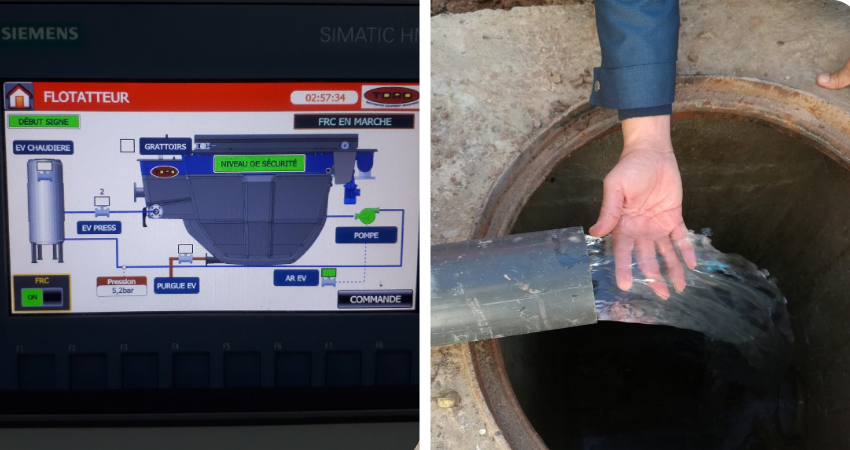 SIEMENS
SIMATIC HM
FLOTATTEUR
02:57:34
TOPO
DÉBUT SIGNE
FRC EN MARCHE
EV CHAUDIERE
GRATTOIRS
NIVEAU DE SÉCURITÉ
2
EV PRESS
POMPE
FRC
ON
Pression
5,2bar
PURGUE EV
AR EV
COMMANDE
F1
F2
F3
F4
F5
F6
F7
F8